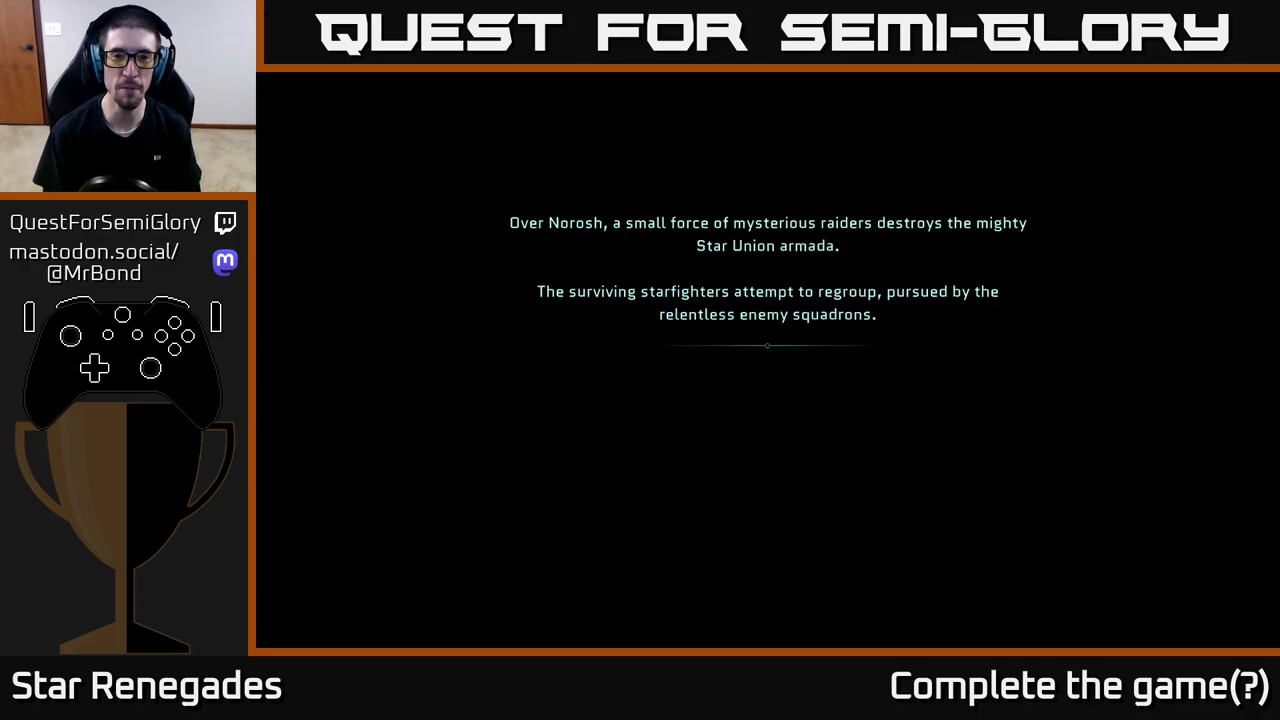 QUEST FOR SEMI-GLORY
QuestForSemiGlory
mastodon.social/
@MrBond
Over Norosh, a small force of mysterious raiders destroys the mighty
Star Union armada.
The surviving starfighters attempt to regroup, pursued by the
relentless enemy squadrons.
Star Renegades
Complete the game(?)